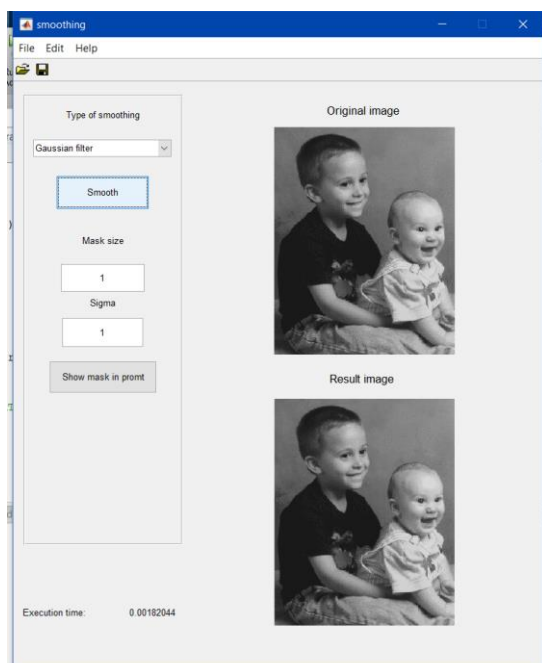 smoothing
File Edit Help
Type of smoothing
Gaussian filter
Smooth
Mask size
1
Sigma
1
Show mask in promt
Execution time: 0.00182044
Original image
Result image